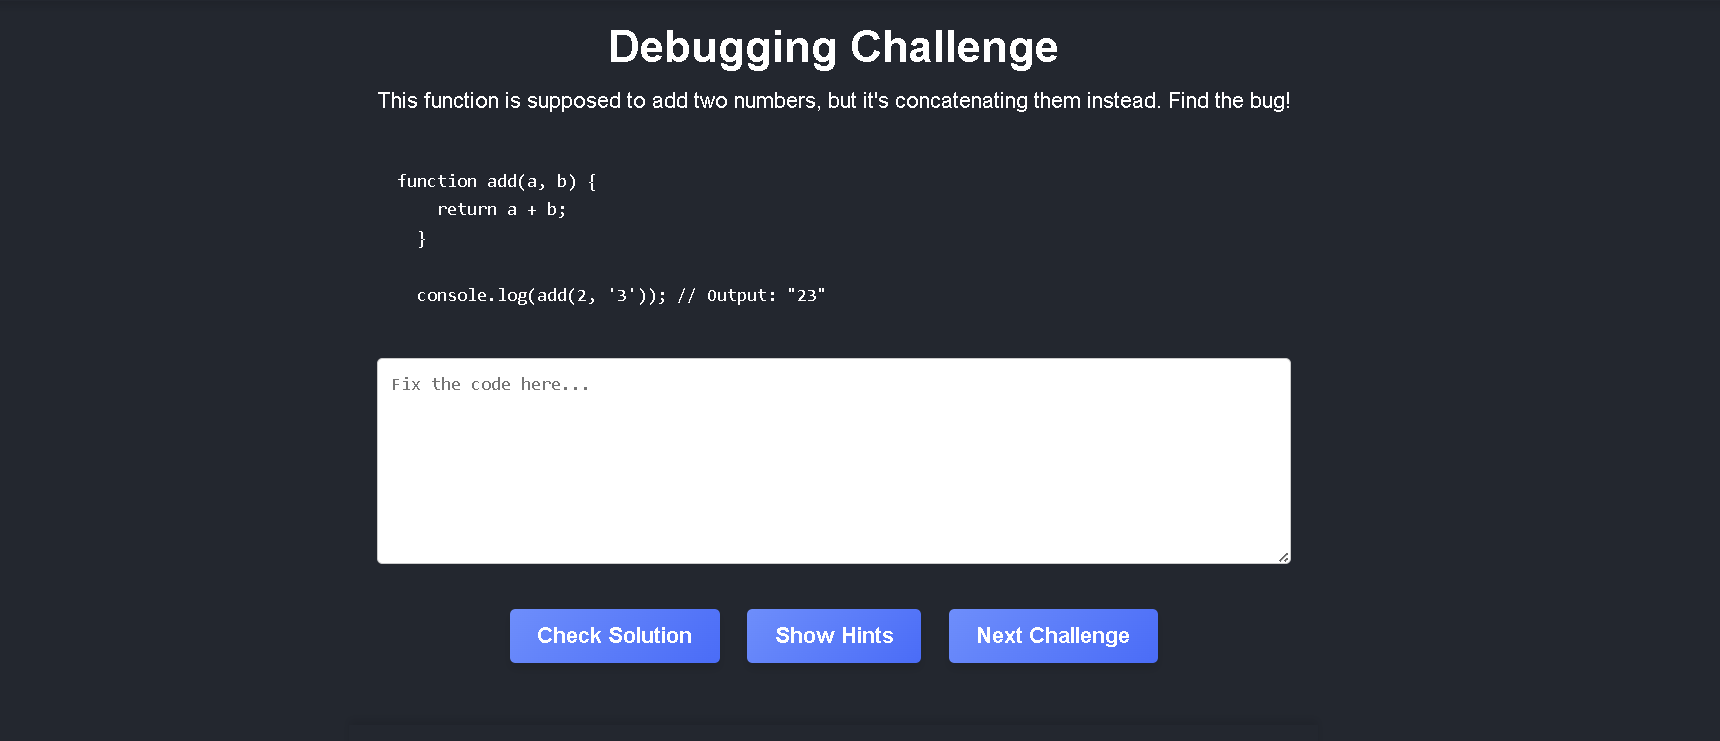 Debugging Challenge
This function is supposed to add two numbers, but it's concatenating them instead. Find the bug!
function add(a, b) {
    return a + b;
  }
  console.log(add(2, '3')); // Output: "23"
Fix the code here...
Check Solution
Show Hints
Next Challenge